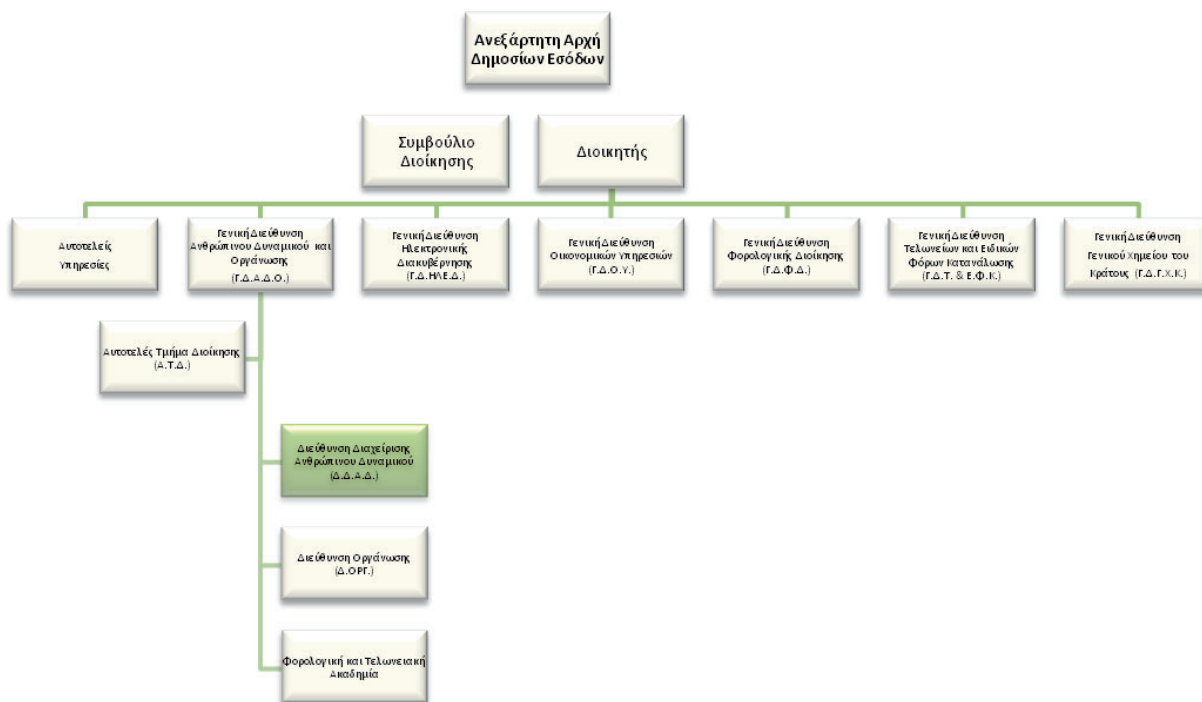 Ανεξάρτητη Αρχή
Δημοσίων Εσόδων
Συμβούλιο
Διοίκησης
Διοικητής
Αυτοτελείς
Υπηρεσίες
Γενική Διεύθυνση
Ανθρώπινου Δυναμικού και
Οργάνωσης
(Γ.Δ.Α.Δ.Ο.)
Γενική Διεύθυνση
Ηλεκτρονικής
Διακυβέρνησης
(Γ.Δ.ΗΛΕ.Δ.)
Γενική Διεύθυνση
Οικονομικών Υπηρεσιών
(Γ.Δ.Ο.Υ.)
Γενική Διεύθυνση
Φορολογικής Διοίκησης
(Γ.Δ.Φ.Δ.)
Γενική Διεύθυνση
Τελωνείων και Ειδικών
Φόρων Κατανάλωσης
(Γ.Δ.Τ. & Ε.Φ.Κ.)
Γενική Διεύθυνση
Γενικού Χημείου του
Κράτους (Γ.Δ.Γ.Χ.Κ.)
Αυτοτελές Τμήμα Διοίκησης
(Α.Τ.Δ.)
Διεύθυνση Διαχείρισης
Ανθρώπινου Δυναμικού
(Δ.Δ.Α.Δ.)
Διεύθυνση Οργάνωσης
(Δ.ΟΡΓ.)
Φορολογική και Τελωνειακή
Ακαδημία